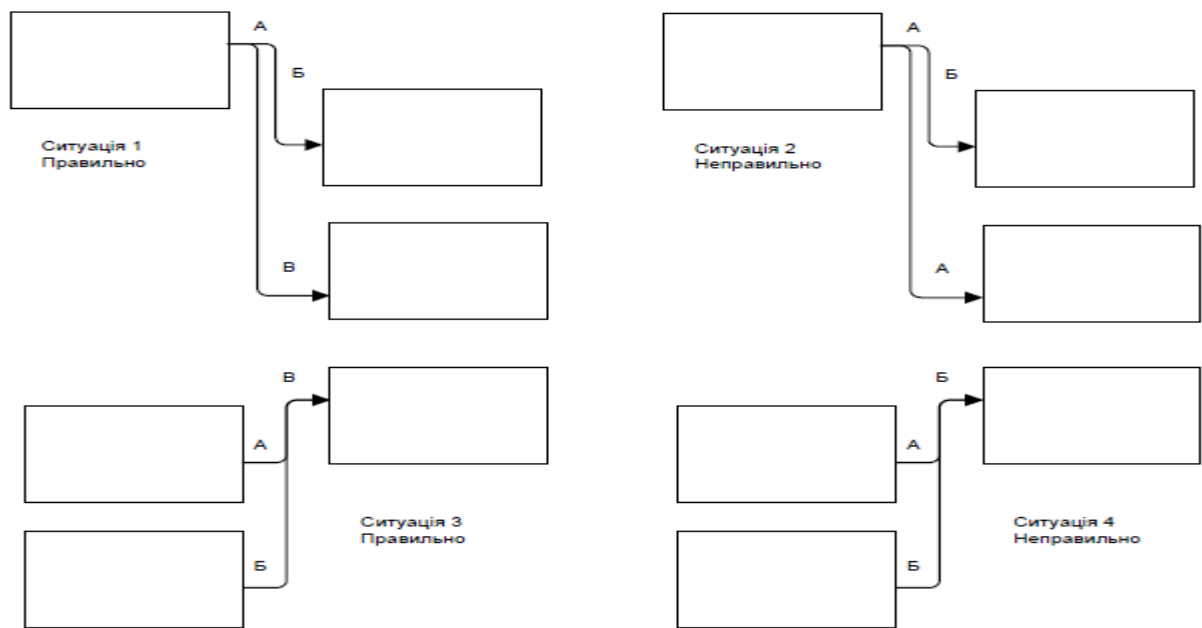 А
Б
Ситуація 1
Правильно
В
А
Б
Ситуація 2
Неправильно
А
В
А
Ситуація 3
Правильно
Б
Б
А
Ситуація 4
Неправильно
Б